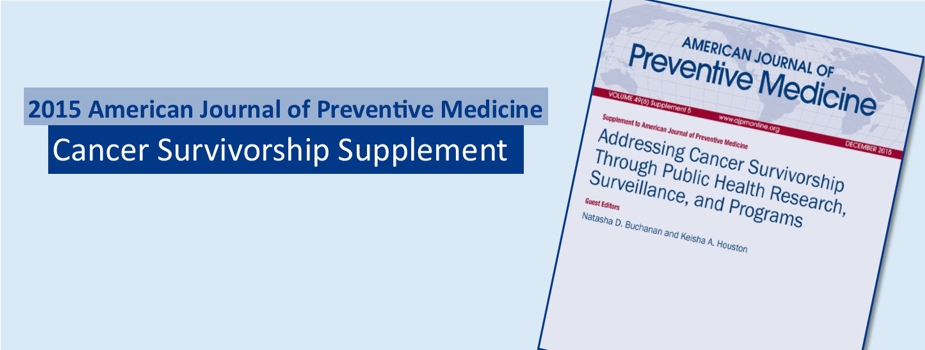 2015 American Journal of Preventive Medicine
Cancer Survivorship Supplement
AMERICAN JOURNAL OF
Preventive Medicine
VOLUME 49(6) Supplement 5
www.ajpmonline.org
DECEMBER 2015
Supplement to American Journal of Preventive Medicine
Addressing Cancer Survivorship
Through Public Health Research,
Surveillance, and Programs
Guest Editors
Natasha D. Buchanan and Keisha A. Houston